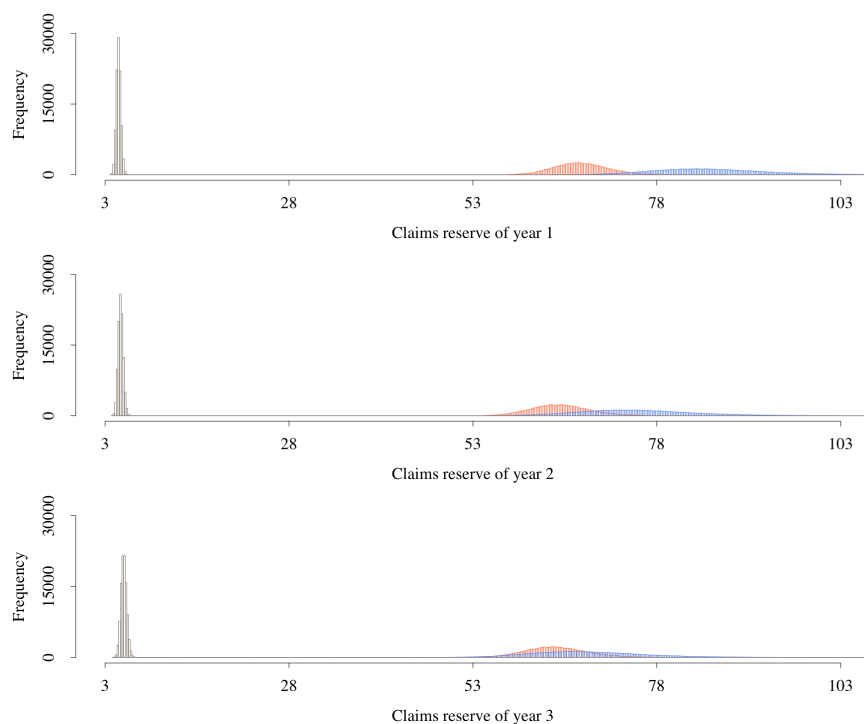 Frequency
30000
15000
0
3 28 53 78 103
Claims reserve of year 1
Frequency
30000
15000
0
3 28 53 78 103
Claims reserve of year 2
Frequency
30000
15000
0
3 28 53 78 103
Claims reserve of year 3